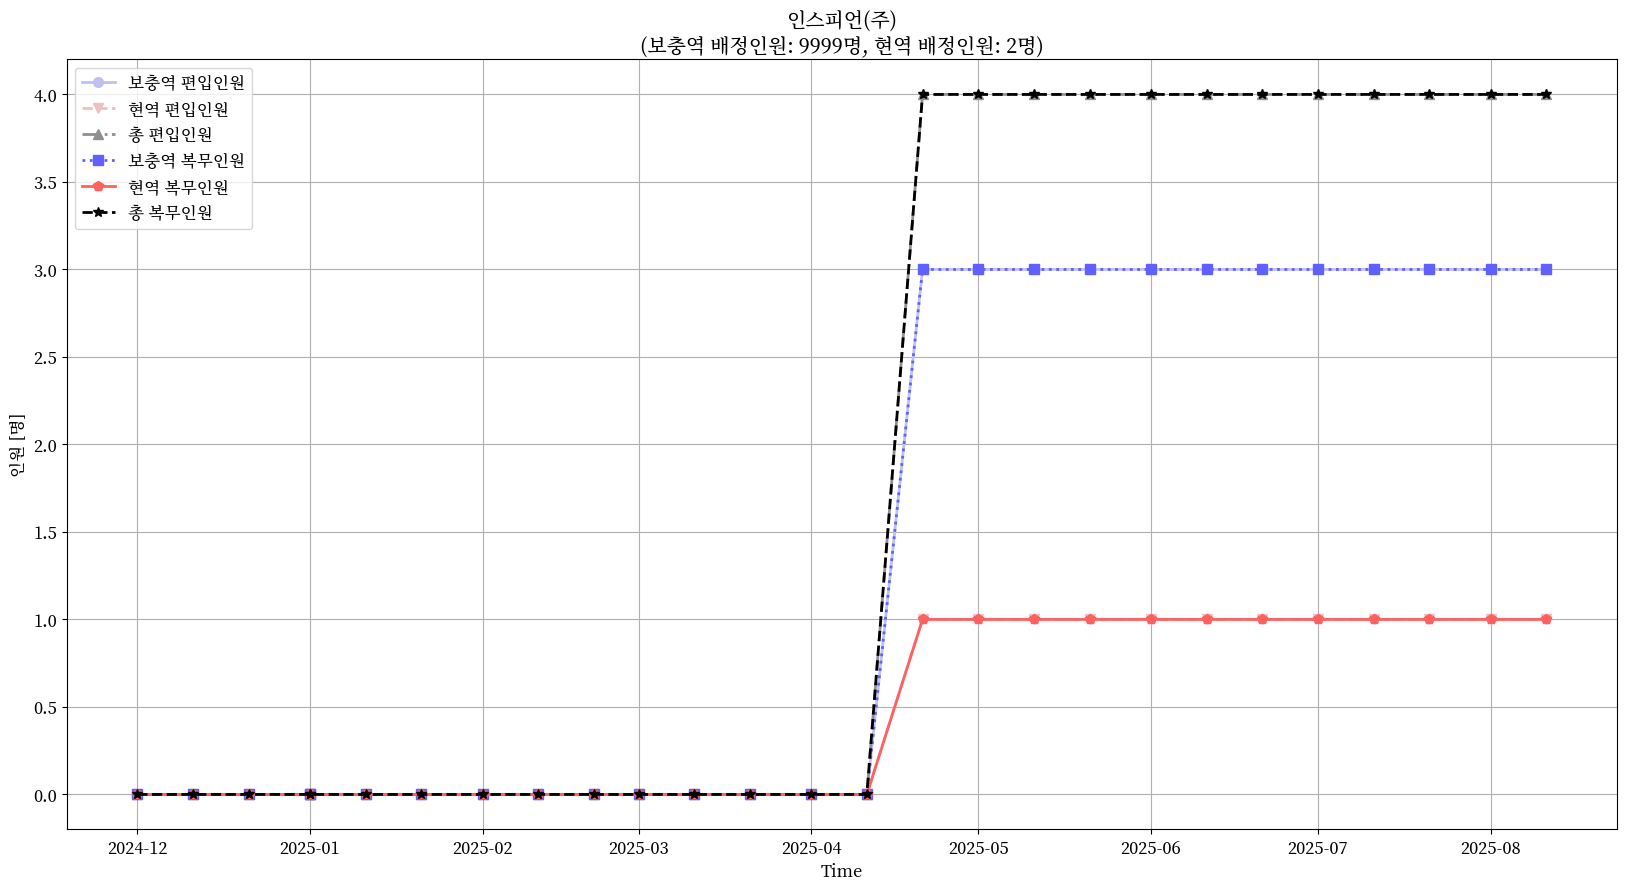 인스피언(주)
(보충역 배정인원: 9999명, 현역 배정인원: 2명)
보충역 편입인원
현역 편입인원
총 편입인원
보충역 복무인원
현역 복무인원
총 복무인원
4.0
3.5
3.0
2.5
2.0
1.5
1.0
0.5
0.0
인원 [명]
2024-12 2025-01 2025-02 2025-03 2025-04 2025-05 2025-06 2025-07 2025-08
Time